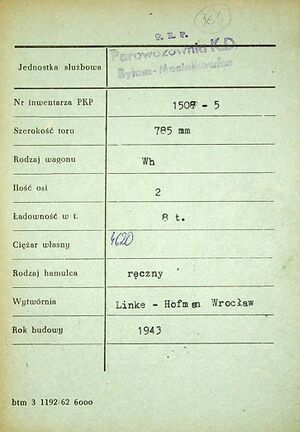 363
P. K. P.
Parowozownia K.D.
Jednostka służbowa Bytom-Maciejkowice
Nr inwentarza PKP 1507 - 5
Szerokość toru 785 mm
Rodzaj wagonu Wh
Ilość osi 2
Ładowność w t. 8 t.
Ciężar własny 4620
Rodzaj hamulca ręczny
Wytwórnia Linke - Hofman Wrocław
Rok budowy 1943
btm 3 1192-62 6000